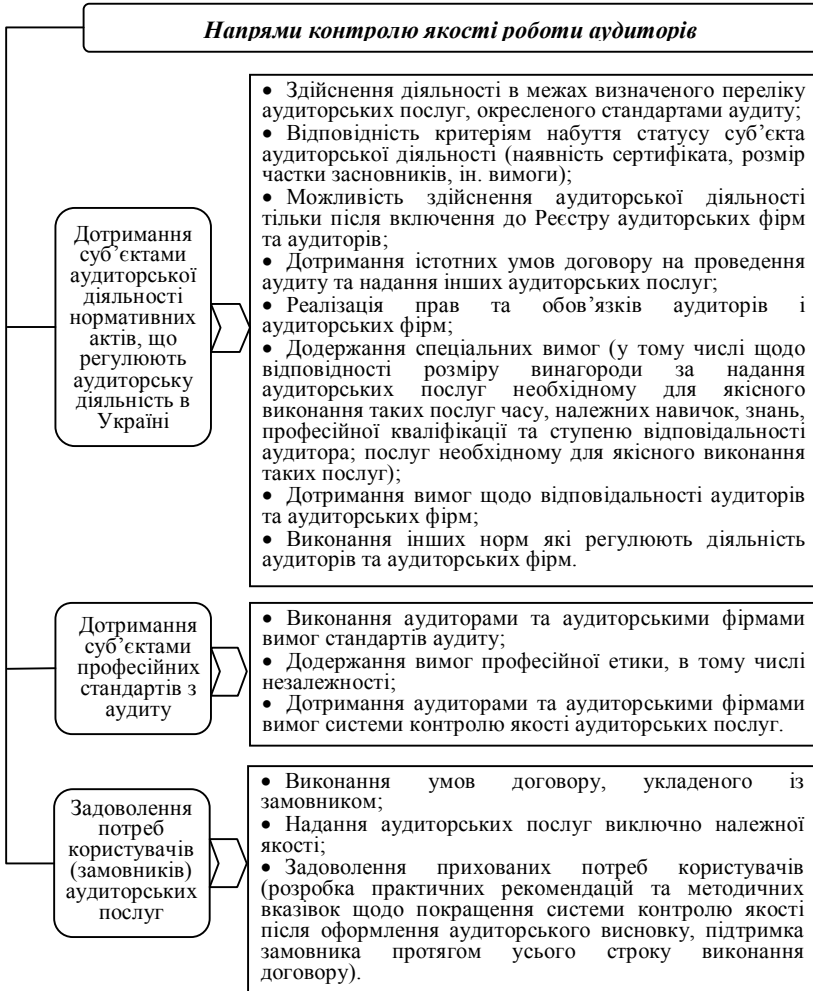 Напрями контролю якості роботи аудиторів
Дотримання
суб’єктами
аудиторської
діяльності
нормативних
актів, що
регулюють
аудиторську
діяльність в
Україні
• Здійснення діяльності в межах визначеного переліку
аудиторських послуг, окресленого стандартами аудиту;
• Відповідність критеріям набуття статусу суб’єкта
аудиторської діяльності (наявність сертифіката, розмір
частки засновників, ін. вимоги);
• Можливість здійснення аудиторської діяльності
тільки після включення до Реєстру аудиторських фірм
та аудиторів;
• Дотримання істотних умов договору на проведення
аудиту та надання інших аудиторських послуг;
• Реалізація прав та обов’язків аудиторів і
аудиторських фірм;
• Додержання спеціальних вимог (у тому числі щодо
відповідності розміру винагороди за надання
аудиторських послуг необхідному для якісного
виконання таких послуг часу, належних навичок, знань,
професійної кваліфікації та ступеню відповідальності
аудитора; послуг необхідному для якісного виконання
таких послуг);
• Дотримання вимог щодо відповідальності аудиторів
та аудиторських фірм;
• Виконання інших норм які регулюють діяльність
аудиторів та аудиторських фірм.
Дотримання
суб’єктами
професійних
стандартів з
аудиту
• Виконання аудиторами та аудиторськими фірмами
вимог стандартів аудиту;
• Додержання вимог професійної етики, в тому числі
незалежності;
• Дотримання аудиторами та аудиторськими фірмами
вимог системи контролю якості аудиторських послуг.
Задоволення
потреб
користувачів
(замовників)
аудиторських
послуг
• Виконання умов договору, укладеного із
замовником;
• Надання аудиторських послуг виключно належної
якості;
• Задоволення прихованих потреб користувачів
(розробка практичних рекомендацій та методичних
вказівок щодо покращення системи контролю якості
після оформлення аудиторського висновку, підтримка
замовника протягом усього строку виконання
договору).